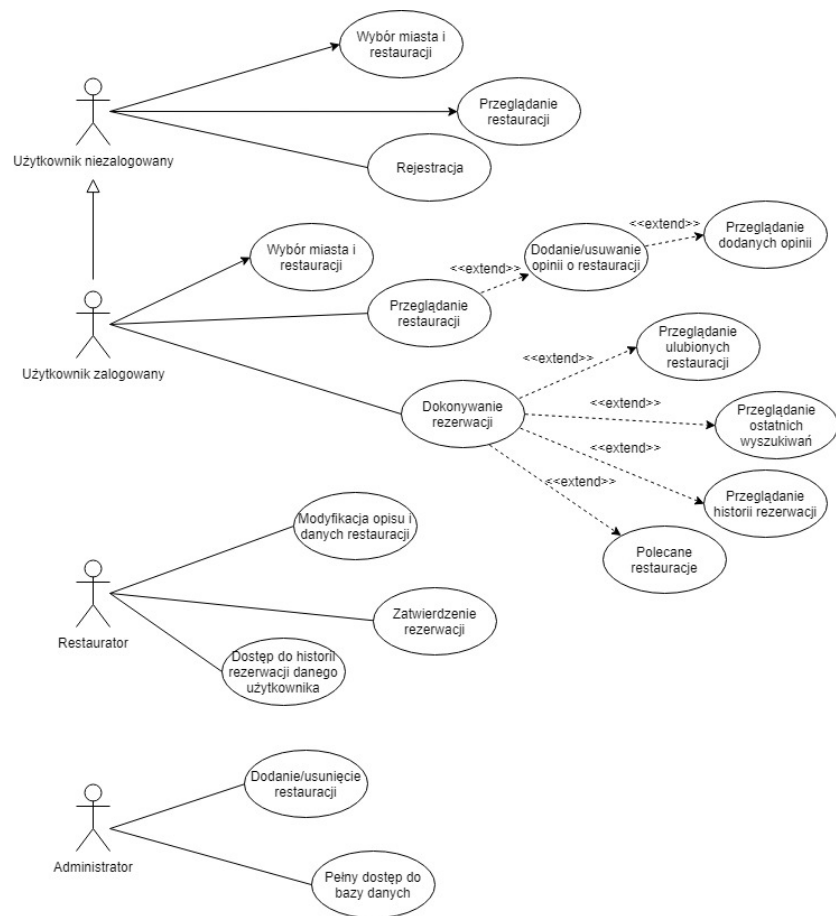 Wybór miasta i
restauracji
Przeglądanie
restauracji
Użytkownik niezalogowany
Rejestracja
Wybór miasta i
restauracji
<<extend>>
Dodanie/usuwanie
opinii o restauracji
<<extend>>
Przeglądanie
dodanych opinii
Przeglądanie
restauracji
Użytkownik zalogowany
Dokonywanie
rezerwacji
<<extend>>
Przeglądanie
ulubionych
restauracji
<<extend>>
Przeglądanie
ostatnich
wyszukiwań
<<extend>>
Przeglądanie
historii rezerwacji
<<extend>>
Polecane
restauracje
Modyfikacja opisu i
danych restauracji
Restaurator
Zatwierdzenie
rezerwacji
Dostęp do historii
rezerwacji danego
użytkownika
Dodanie/usunięcie
restauracji
Administrator
Pełny dostęp do
bazy danych